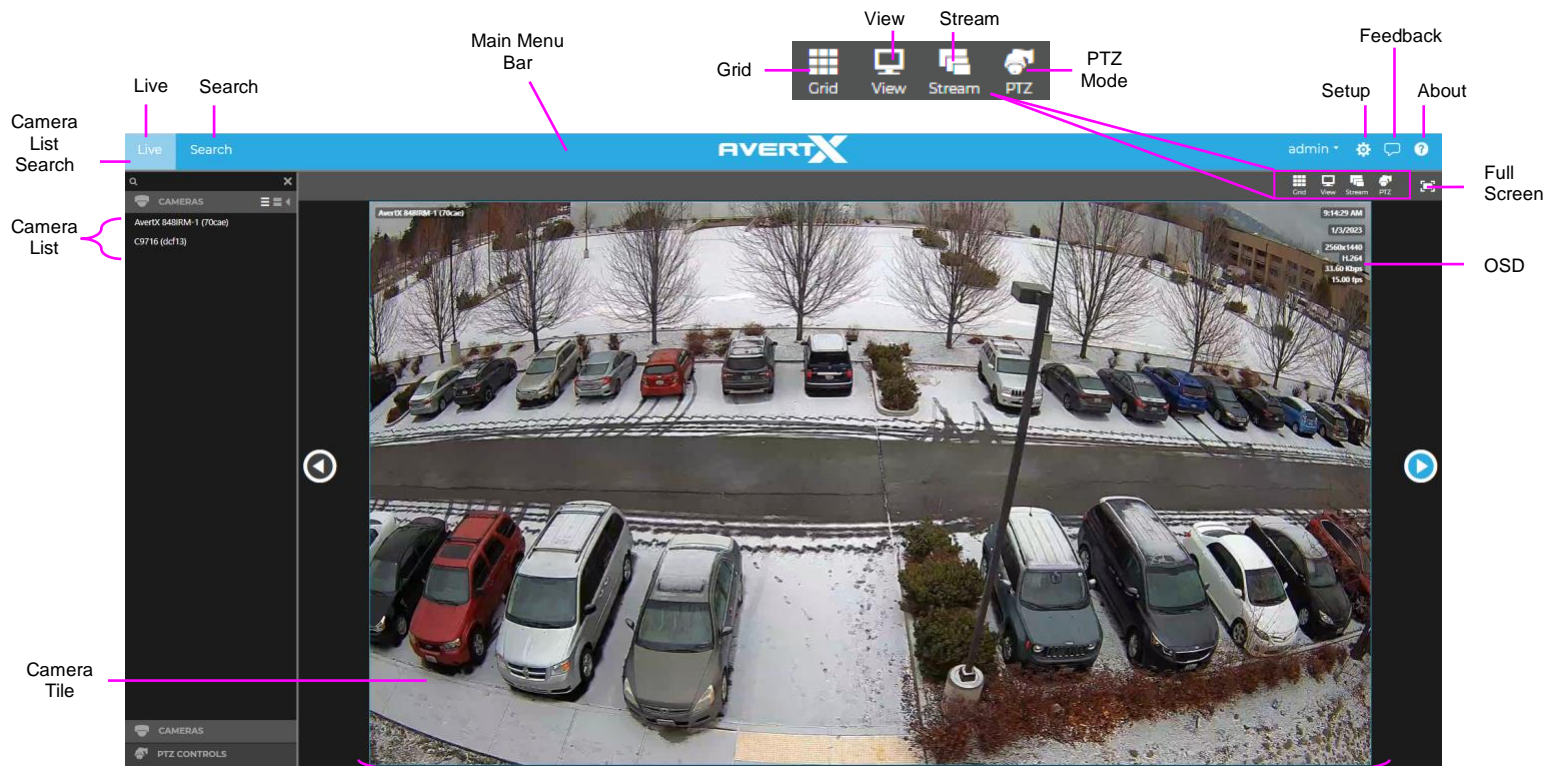 View
Stream
Feedback
Main Menu
Bar
Grid
PTZ
Mode
Grid
View
Stream
PTZ
Live
Search
Setup
About
Camera
List
Search
Live
Search
AVERTX
admin
?
Full
Screen
CAMERAS
Grid
View
Stream
PTZ
AvertX 848IRM-1 (70cae)
C9716 (dcf13)
Camera
List
AvertX 848IRM-1 (70cae)
9:14:29 AM
1/3/2023
2560x1440
H.264
33.60 Kbps
15.00 fps
OSD
Camera
Tile
CAMERAS
PTZ CONTROLS